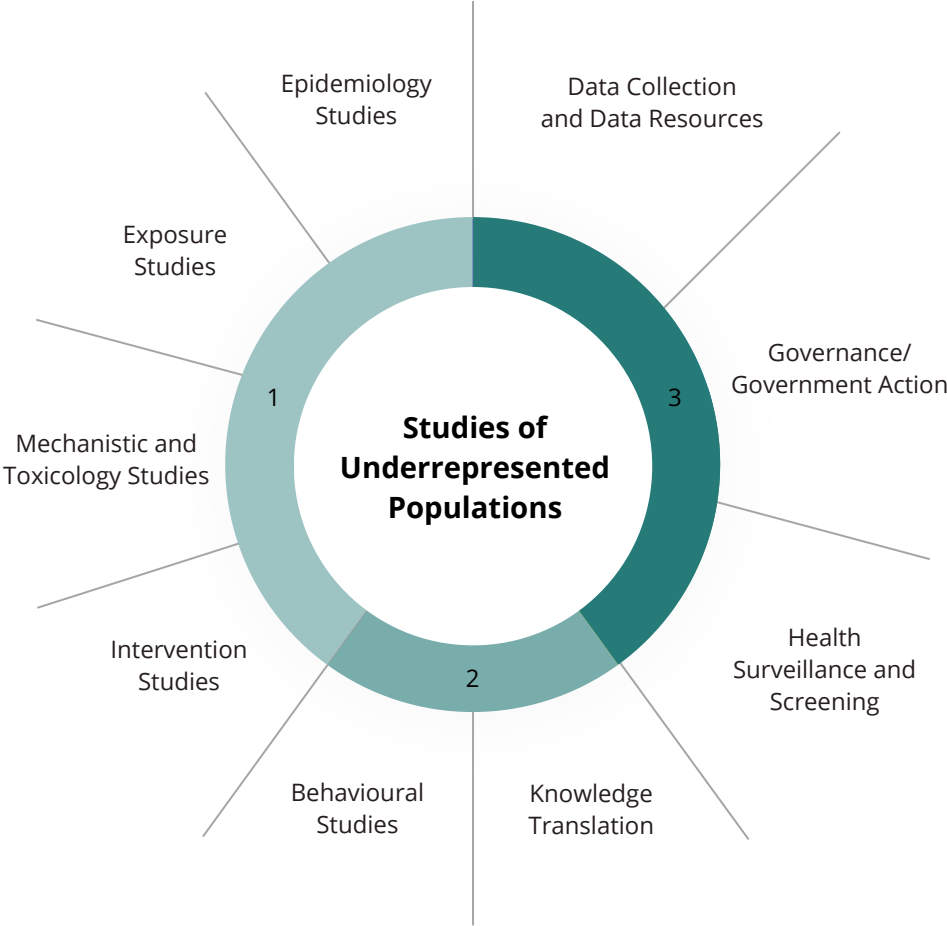 Epidemiology
Studies
Data Collection
and Data Resources
Exposure
Studies
Governance/
Government Action
1
3
Studies of
Underrepresented
Populations
Mechanistic and
Toxicology Studies
Intervention
Studies
Health
Surveillance and
Screening
2
Behavioural
Studies
Knowledge
Translation